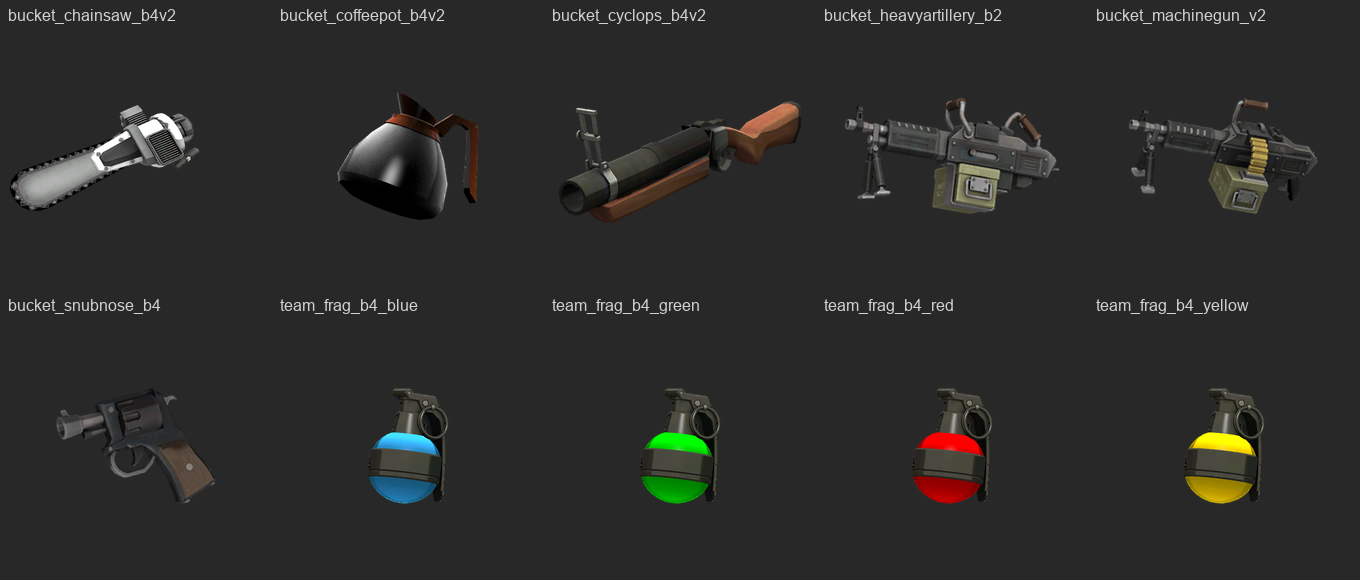 bucket_chainsaw_b4v2
bucket_coffeepot_b4v2
bucket_cyclops_b4v2
bucket_heavyartillery_b2
bucket_machinegun_v2
bucket_snubnose_b4
team_frag_b4_blue
team_frag_b4_green
team_frag_b4_red
team_frag_b4_yellow